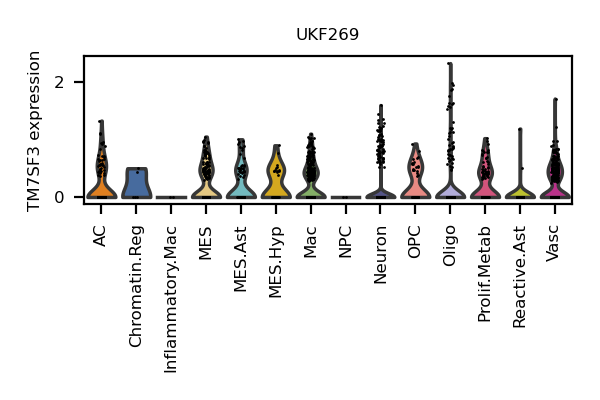 UKF269
TM7SF3 expression
2
0
AC
Chromatin.Reg
Inflammatory.Mac
MES
MES.Ast
MES.Hyp
Mac
NPC
Neuron
OPC
Oligo
Prolif.Metab
Reactive.Ast
Vasc